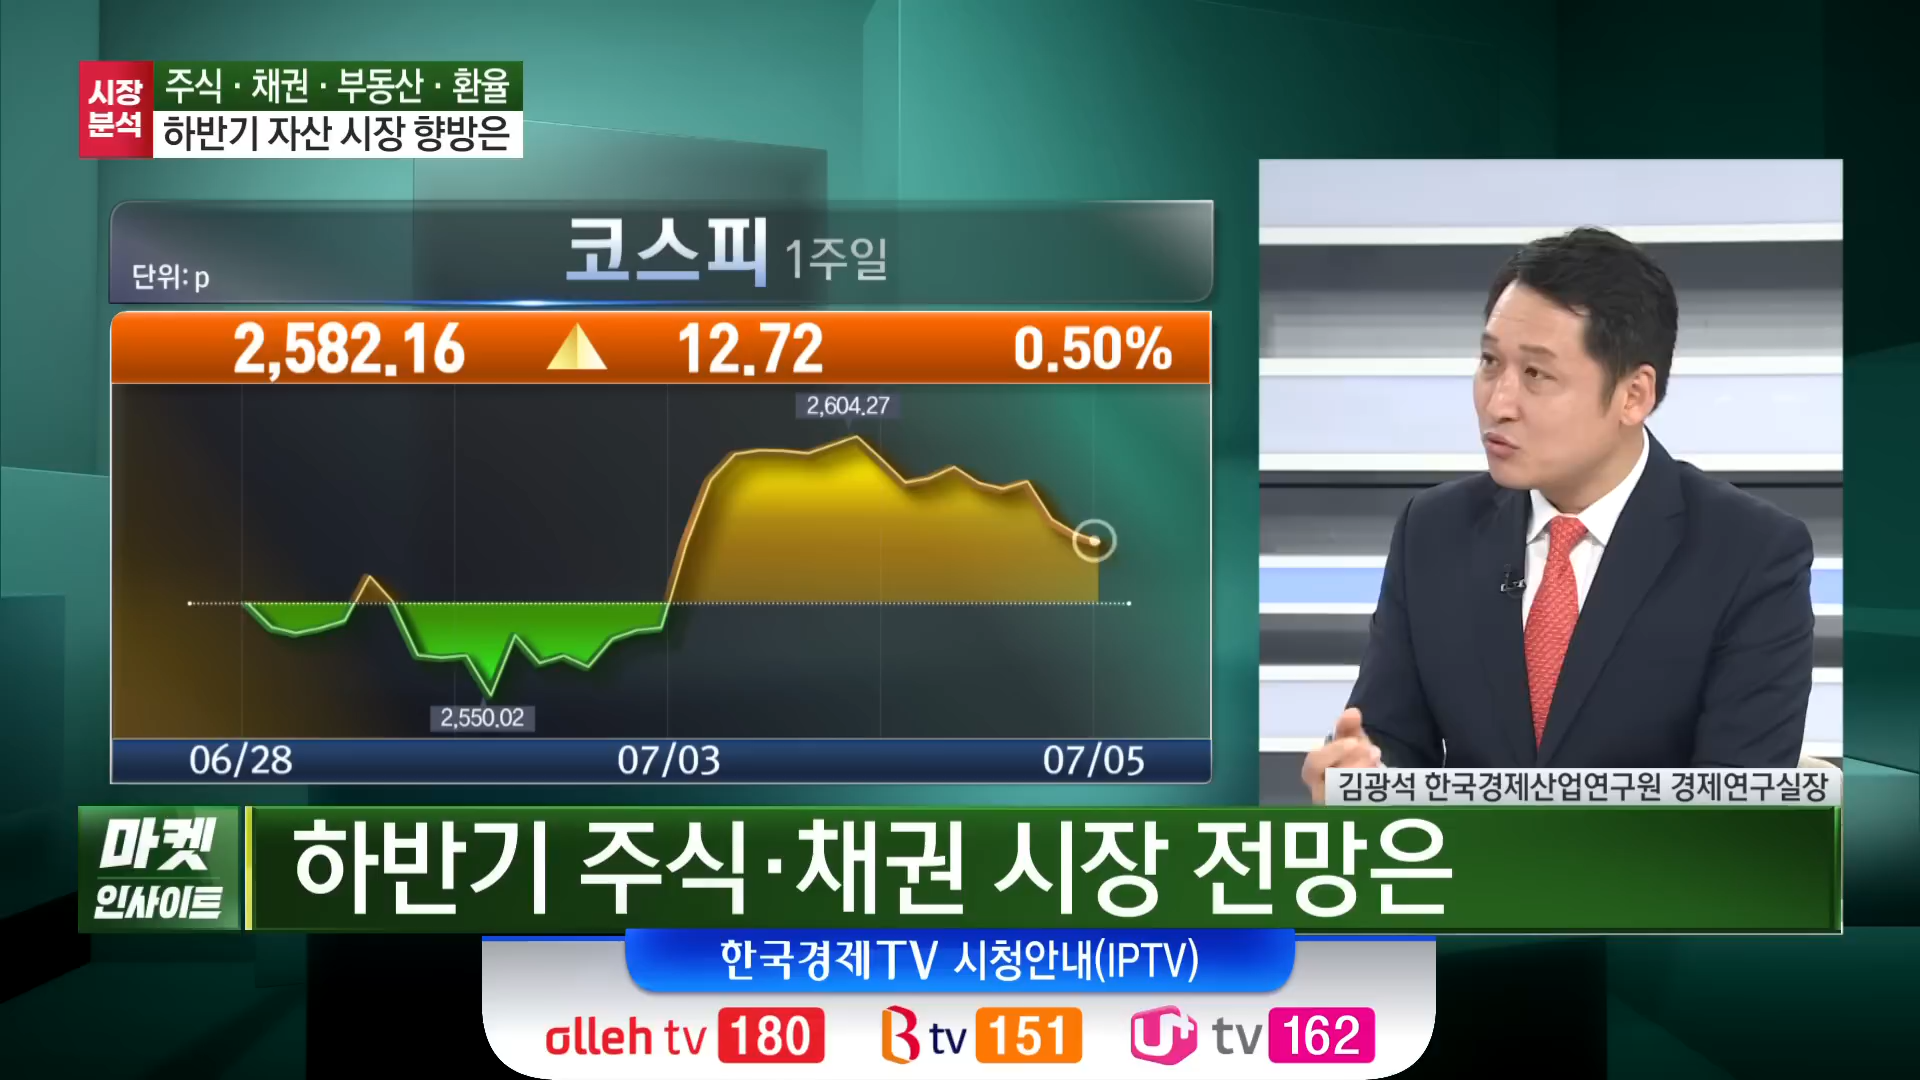 시장
분석
주식 · 채권 · 부동산 · 환율
하반기 자산 시장 향방은
코스피 1주일
단위: p
2,582.16 12.72 0.50%
2,604.27
2,550.02
06/28 07/03 07/05
김광석 한국경제산업연구원 경제연구실장
마켓
인사이트
하반기 주식·채권 시장 전망은
한국경제TV 시청안내(IPTV)
olleh tv 180 B tv 151 U+ tv 162